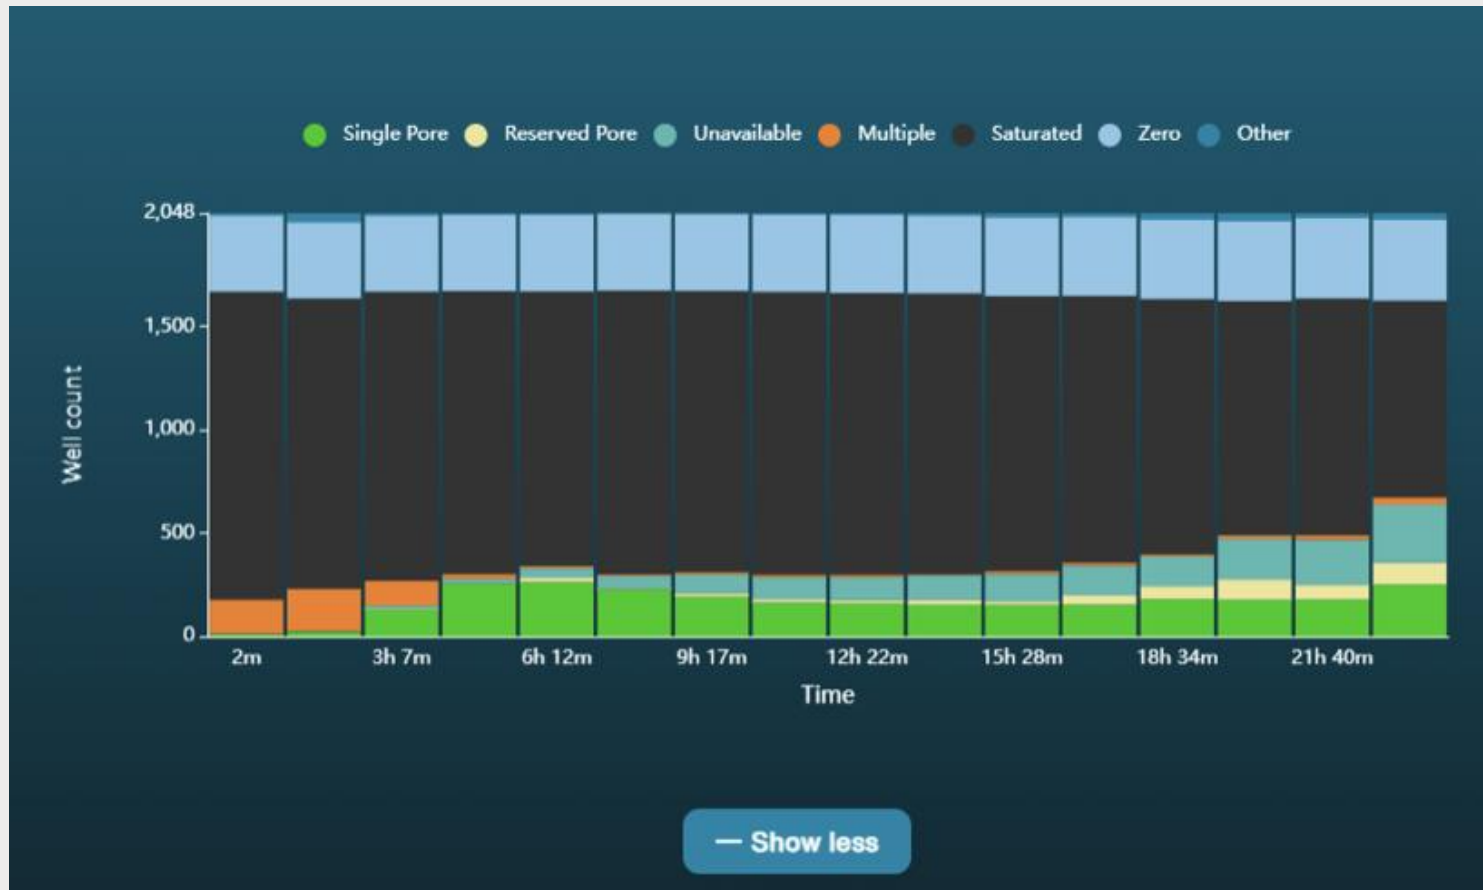 Single Pore Reserved Pore Unavailable Multiple Saturated Zero Other
2,048
1,500
1,000
500
0
Well count
2m 3h 7m 6h 12m 9h 17m 12h 22m 15h 28m 18h 34m 21h 40m
Time
— Show less